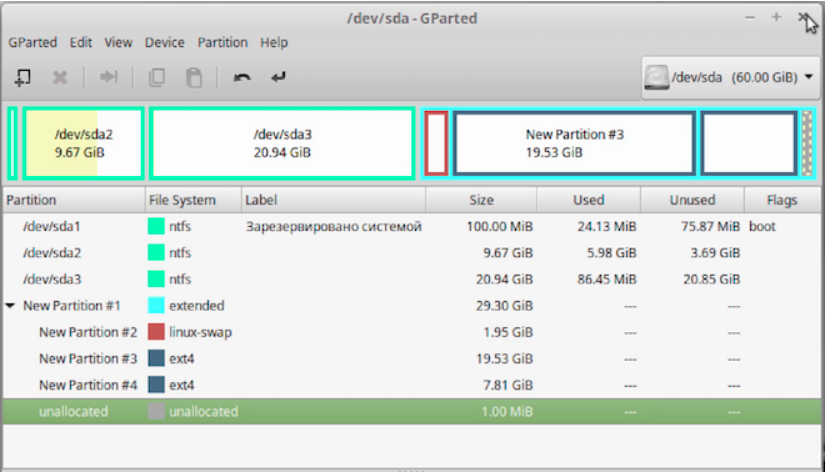 /dev/sda - GParted
GParted Edit View Device Partition Help
/dev/sda (60.00 GiB)
/dev/sda2
9.67 GiB
/dev/sda3
20.94 GiB
New Partition #3
19.53 GiB
Partition File System Label Size Used Unused Flags
/dev/sda1 ntfs Зарезервировано системой 100.00 MiB 24.13 MiB 75.87 MiB boot
/dev/sda2 ntfs 9.67 GiB 5.98 GiB 3.69 GiB
/dev/sda3 ntfs 20.94 GiB 86.45 MiB 20.85 GiB
New Partition #1 extended 29.30 GiB --- ---
New Partition #2 linux-swap 1.95 GiB --- ---
New Partition #3 ext4 19.53 GiB --- ---
New Partition #4 ext4 7.81 GiB --- ---
unallocated unallocated 1.00 MiB --- ---